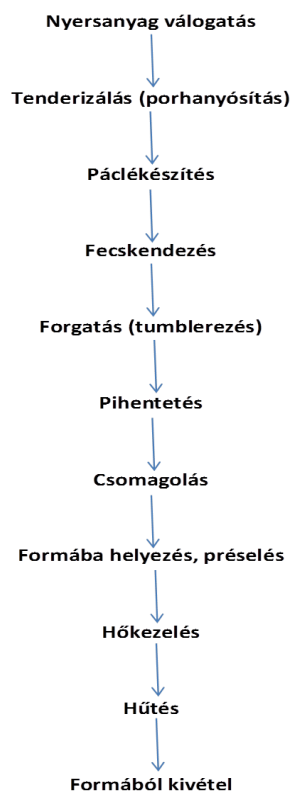 Nyersanyag válogatás
Tenderizálás (porhanyósítás)
Páclékészítés
Fecskendezés
Forgatás (tumblerezés)
Pihentetés
Csomagolás
Formába helyezés, préselés
Hőkezelés
Hűtés
Formából kivétel